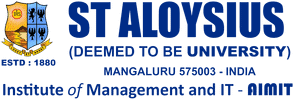 ST ALOYSIUS
(DEEMED TO BE UNIVERSITY)
ESTD : 1880
MANGALURU 575003 - INDIA
Institute of Management and IT - AIMIT